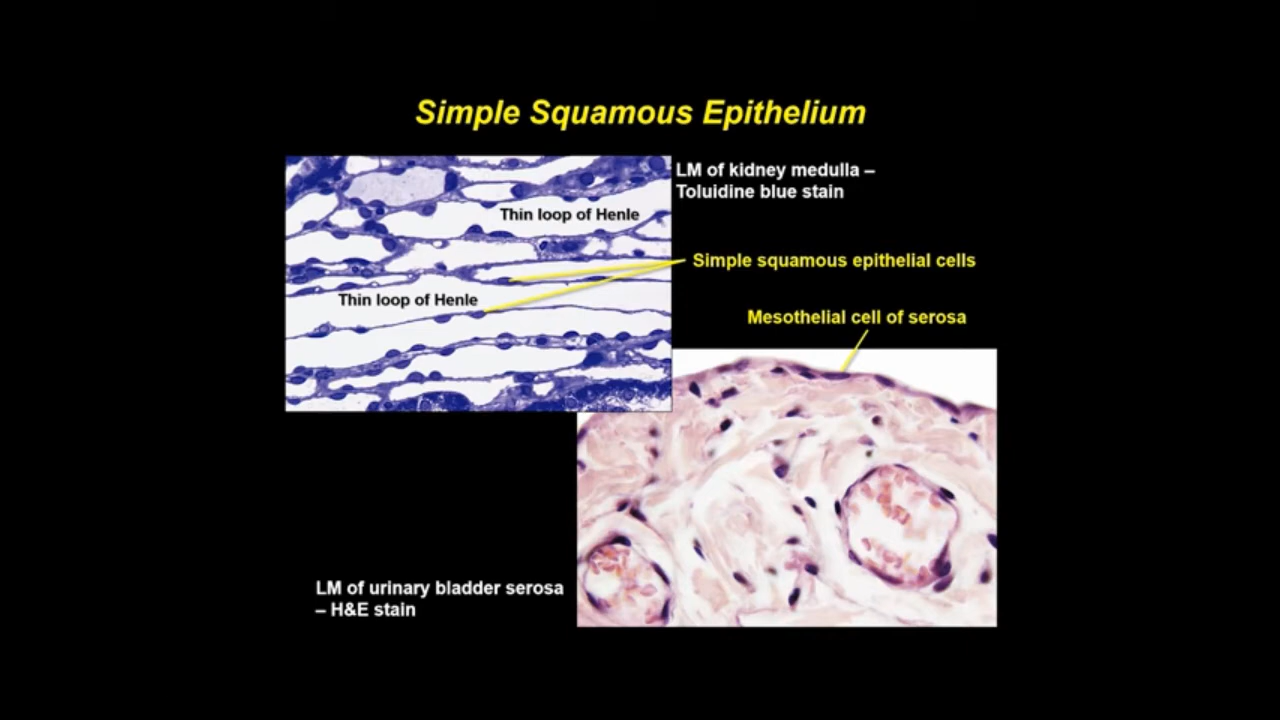 Simple Squamous Epithelium
LM of kidney medulla –
Toluidine blue stain
Thin loop of Henle
Simple squamous epithelial cells
Thin loop of Henle
Mesothelial cell of serosa
LM of urinary bladder serosa
– H&E stain